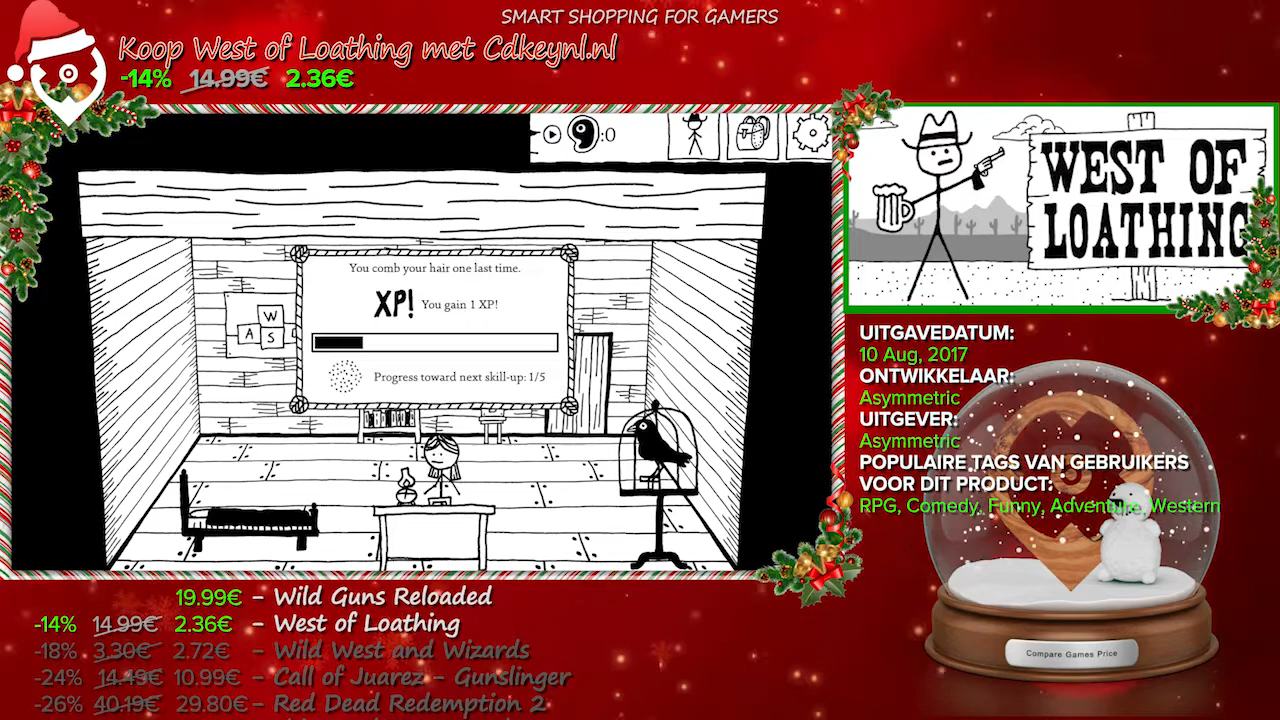 SMART SHOPPING FOR GAMERS
Koop West of Loathing met Cdkeynl.nl
-14% 14.99€ 2.36€
:0
W
A S
You comb your hair one last time.
XP! You gain 1 XP!
Progress toward next skill-up: 1/5
WEST OF
LOATHING
UITGAVEDATUM:
10 Aug, 2017
ONTWIKKELAAR:
Asymmetric
UITGEVER:
Asymmetric
POPULAIRE TAGS VAN GEBRUIKERS
VOOR DIT PRODUCT:
RPG, Comedy, Funny, Adventure, Western
Compare Games Price
19.99€ – Wild Guns Reloaded
-14% 14.99€ 2.36€ – West of Loathing
-18% 3.30€ 2.72€ – Wild West and Wizards
-24% 14.49€ 10.99€ – Call of Juarez - Gunslinger
-26% 40.19€ 29.80€ – Red Dead Redemption 2